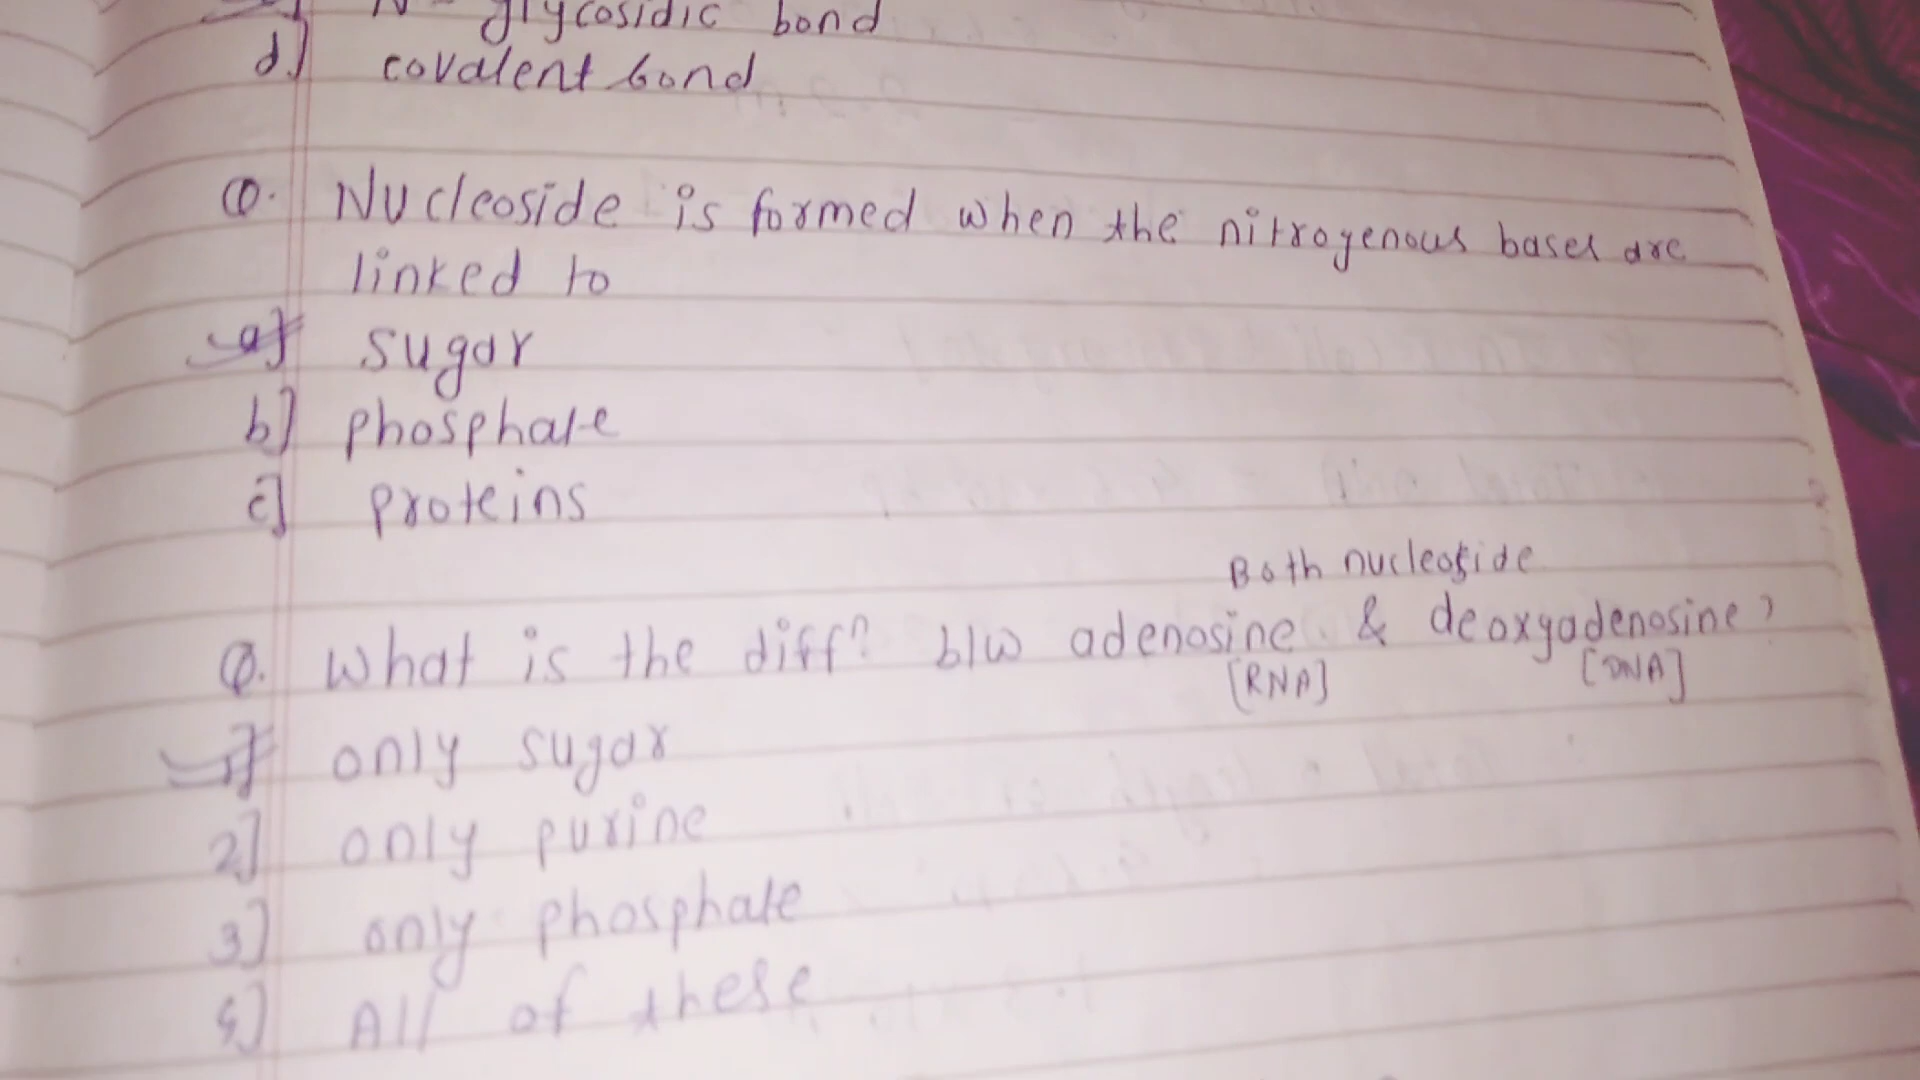 N- glycosidic bond
d] covalent bond
Q. Nucleoside is formed when the nitrogenous bases are
linked to
a] sugar
b] phosphate
c] proteins
Both nucleoside
Q. What is the diff? b/w adenosine & deoxyadenosine?
[RNA] [DNA]
1] only sugar
2] only purine
3] only phosphate
4] All of these